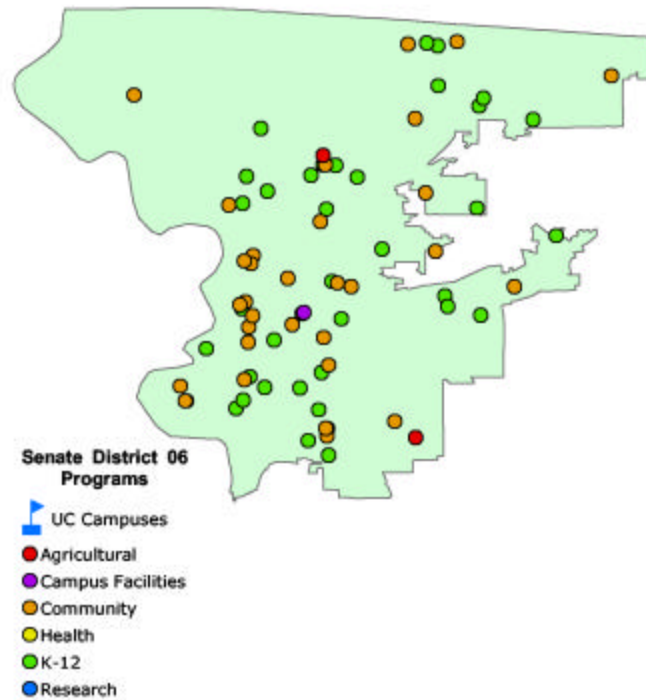 Senate District 06
Programs
UC Campuses
Agricultural
Campus Facilities
Community
Health
K-12
Research